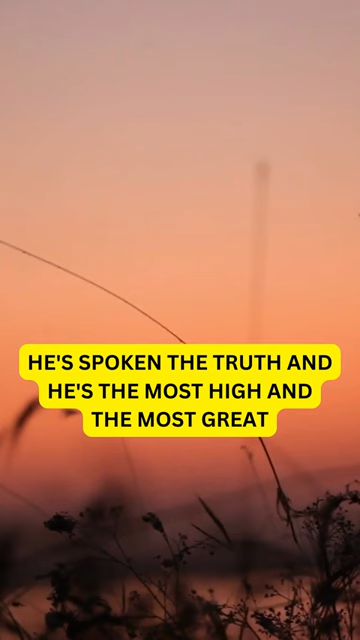 HE'S SPOKEN THE TRUTH AND
HE'S THE MOST HIGH AND
THE MOST GREAT